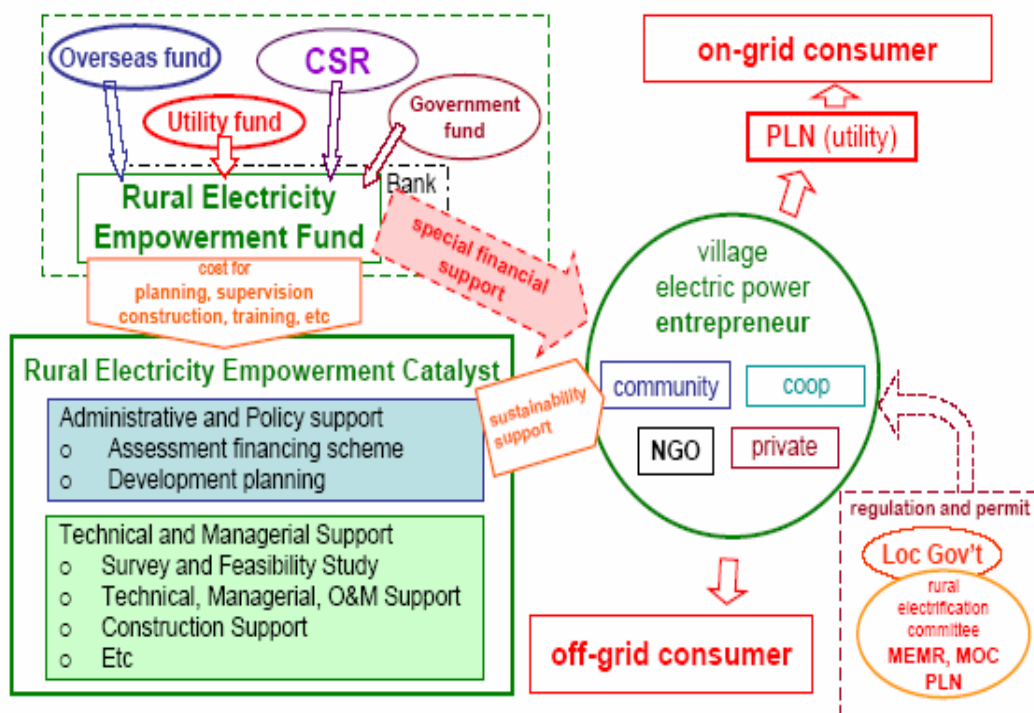 Overseas fund
CSR
Utility fund
Government
fund
Bank
Rural Electricity
Empowerment Fund
cost for
planning, supervision
construction, training, etc
special financial
support
Rural Electricity Empowerment Catalyst
Administrative and Policy support
o Assessment financing scheme
o Development planning
Technical and Managerial Support
o Survey and Feasibility Study
o Technical, Managerial, O&M Support
o Construction Support
o Etc
sustainability
support
on-grid consumer
PLN (utility)
village
electric power
entrepreneur
community
coop
NGO
private
off-grid consumer
regulation and permit
Loc Gov't
rural
electrification
committee
MEMR, MOC
PLN